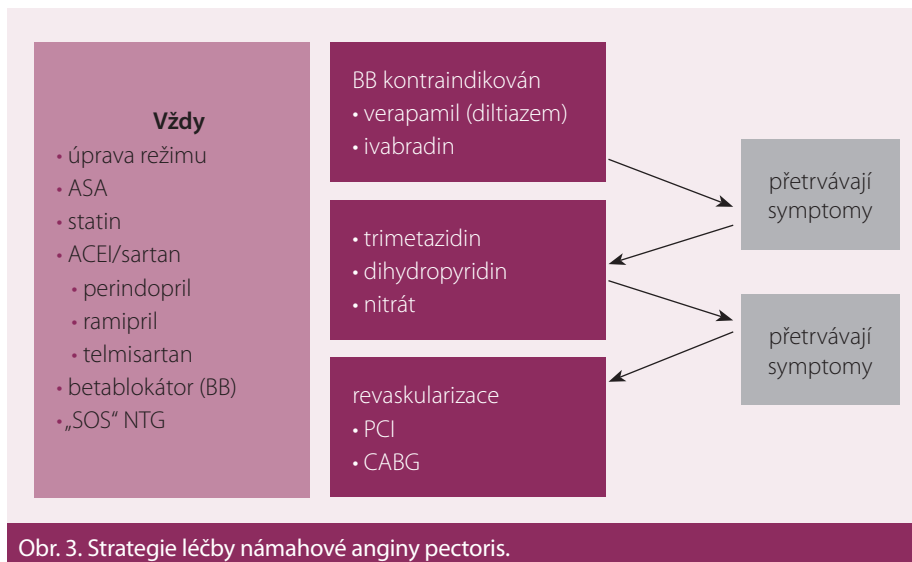 Vždy
• úprava režimu
• ASA
• statin
• ACEI/sartan
• perindopril
• ramipril
• telmisartan
• betablokátor (BB)
• „SOS“ NTG
BB kontraindikován
• verapamil (diltiazem)
• ivabradin
přetrvávají
symptomy
• trimetazidin
• dihydropyridin
• nitrát
přetrvávají
symptomy
revaskularizace
• PCI
• CABG
Obr. 3. Strategie léčby námahové anginy pectoris.